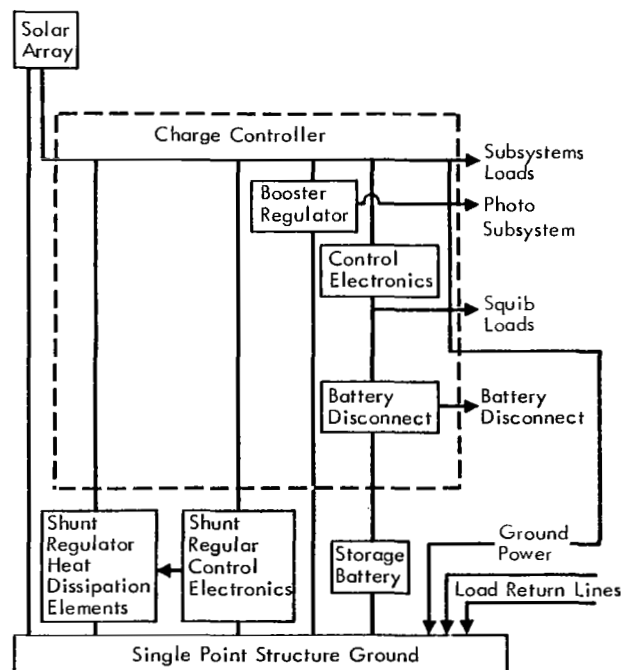 Solar
Array
Charge Controller
Subsystems
Loads
Booster
Regulator
Photo
Subsystem
Control
Electronics
Squib
Loads
Battery
Disconnect
Battery
Disconnect
Shunt
Regulator
Heat
Dissipation
Elements
Shunt
Regular
Control
Electronics
Storage
Battery
Ground
Power
Load Return Lines
Single Point Structure Ground